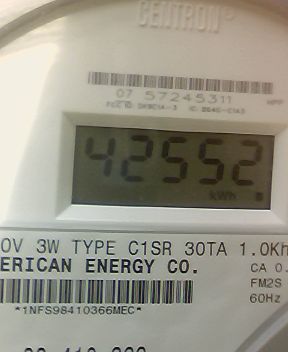 CENTRON®
07 57245311
42552
kWh
0V 3W TYPE C1SR 30TA 1.0Kh
ERICAN ENERGY CO.
CA 0.
FM2S
60Hz
*1NFS98410366MEC*